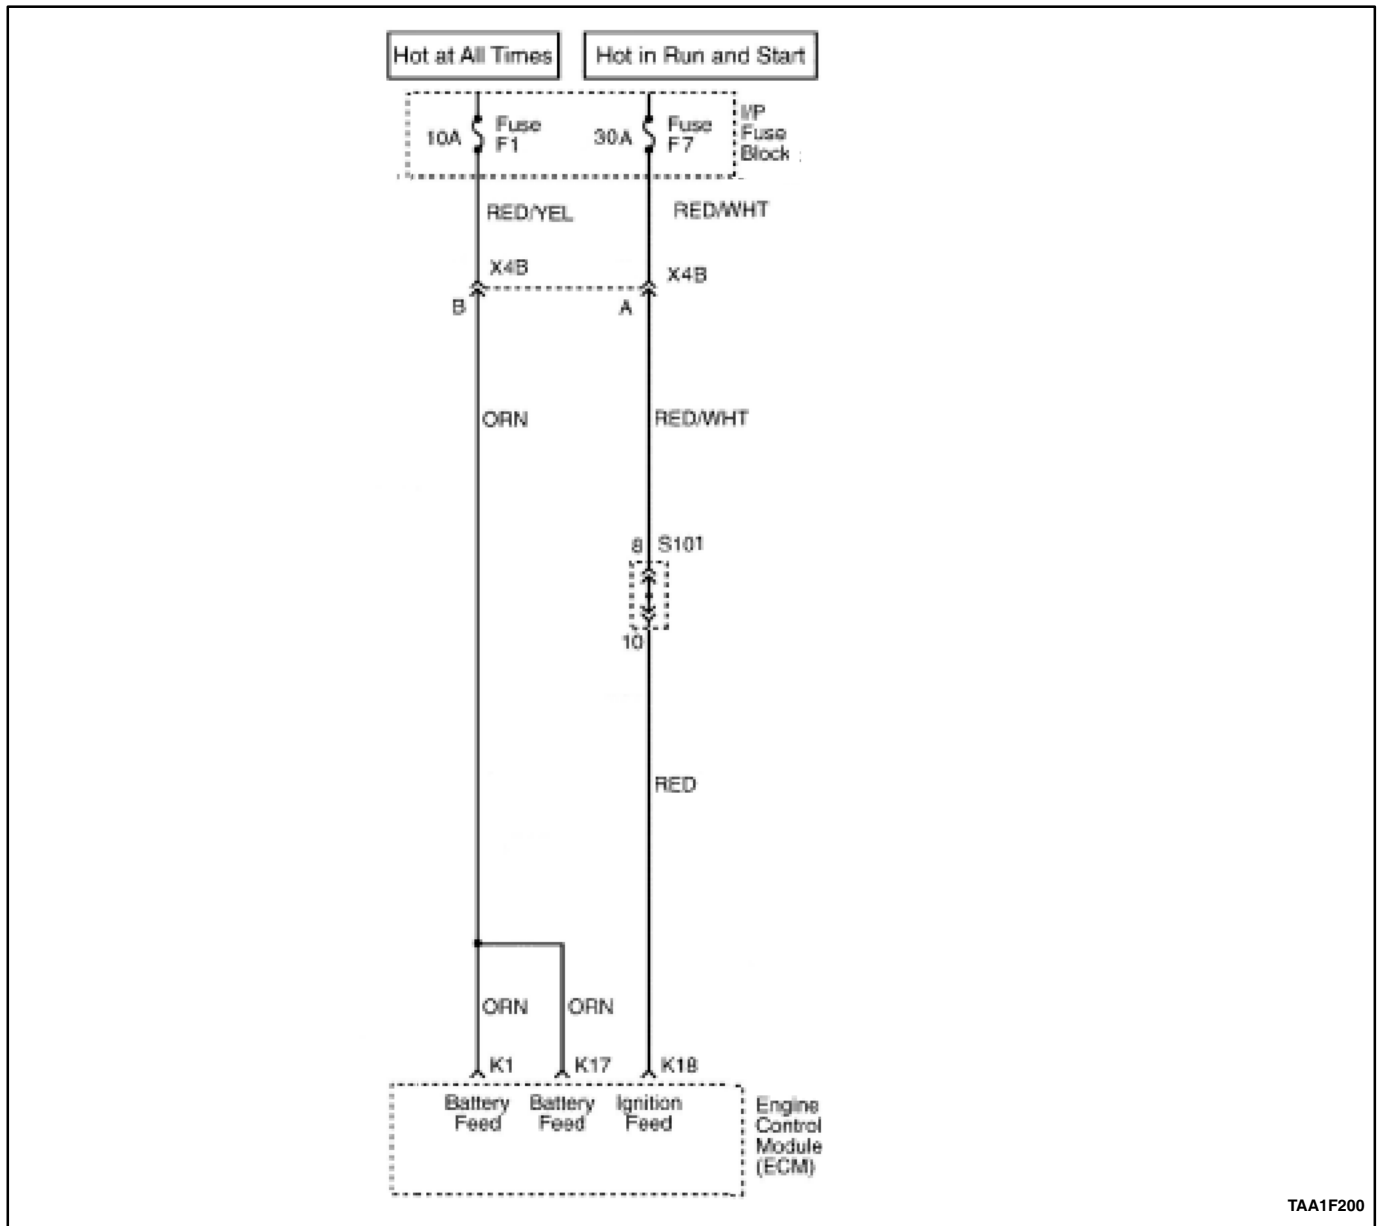 Hot at All Times
Hot in Run and Start
10A
Fuse
F1
30A
Fuse
F7
I/P
Fuse
Block
RED/YEL
RED/WHT
X4B
X4B
B
A
ORN
RED/WHT
8 S101
10
RED
ORN
ORN
K1
K17
K18
Battery
Feed
Battery
Feed
Ignition
Feed
Engine
Control
Module
(ECM)
TAA1F200